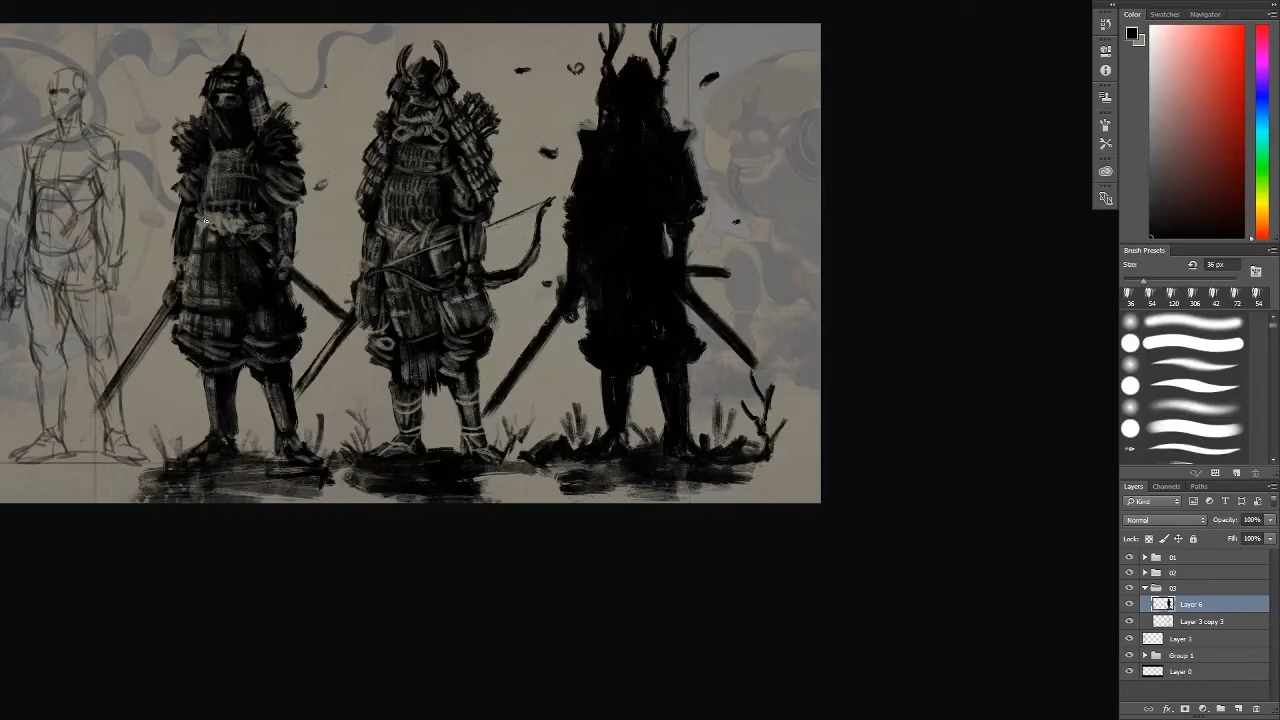 Color Swatches Navigator
Brush Presets
Size: 36 px
36 54 120 306 42 72 54
Layers Channels Paths
Kind
Normal Opacity: 100%
Lock: Fill: 100%
01
02
03
Layer 6
Layer 3 copy 3
Layer 3
Group 1
Layer 0
fx